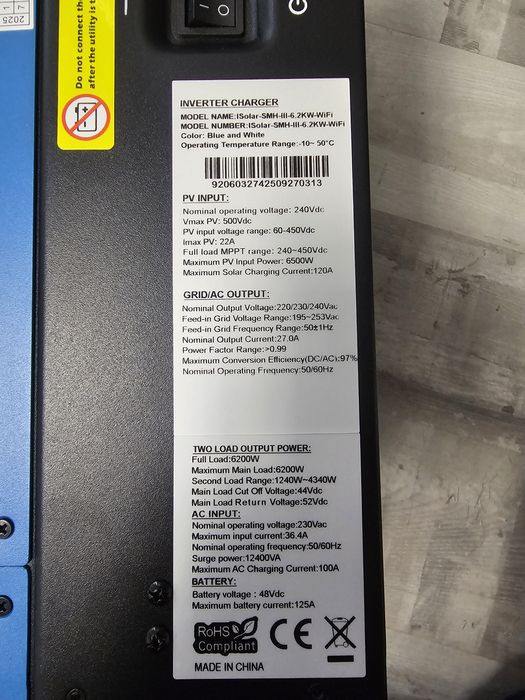 2025
Do not connect the
after the utility is t
INVERTER CHARGER
MODEL NAME:ISolar-SMH-III-6.2KW-WiFi
MODEL NUMBER:ISolar-SMH-III-6.2KW-WiFi
Color: Blue and White
Operating Temperature Range:-10~ 50°C
9206032742509270313
PV INPUT:
Nominal operating voltage: 240Vdc
Vmax PV: 500Vdc
PV input voltage range: 60-450Vdc
Imax PV: 22A
Full load MPPT range: 240~450Vdc
Maximum PV Input Power: 6500W
Maximum Solar Charging Current:120A
GRID/AC OUTPUT:
Nominal Output Voltage:220/230/240Vac
Feed-in Grid Voltage Range:195~253Vac
Feed-in Grid Frequency Range:50±1Hz
Nominal Output Current:27.0A
Power Factor Range:>0.99
Maximum Conversion Efficiency(DC/AC):97%
Nominal Operating Frequency:50/60Hz
TWO LOAD OUTPUT POWER:
Full Load:6200W
Maximum Main Load:6200W
Second Load Range:1240W~4340W
Main Load Cut Off Voltage:44Vdc
Main Load Return Voltage:52Vdc
AC INPUT:
Nominal operating voltage:230Vac
Maximum input current:36.4A
Nominal operating frequency:50/60Hz
Surge power:12400VA
Maximum AC Charging Current:100A
BATTERY:
Battery voltage : 48Vdc
Maximum battery current:125A
RoHS
Compliant
CE
MADE IN CHINA